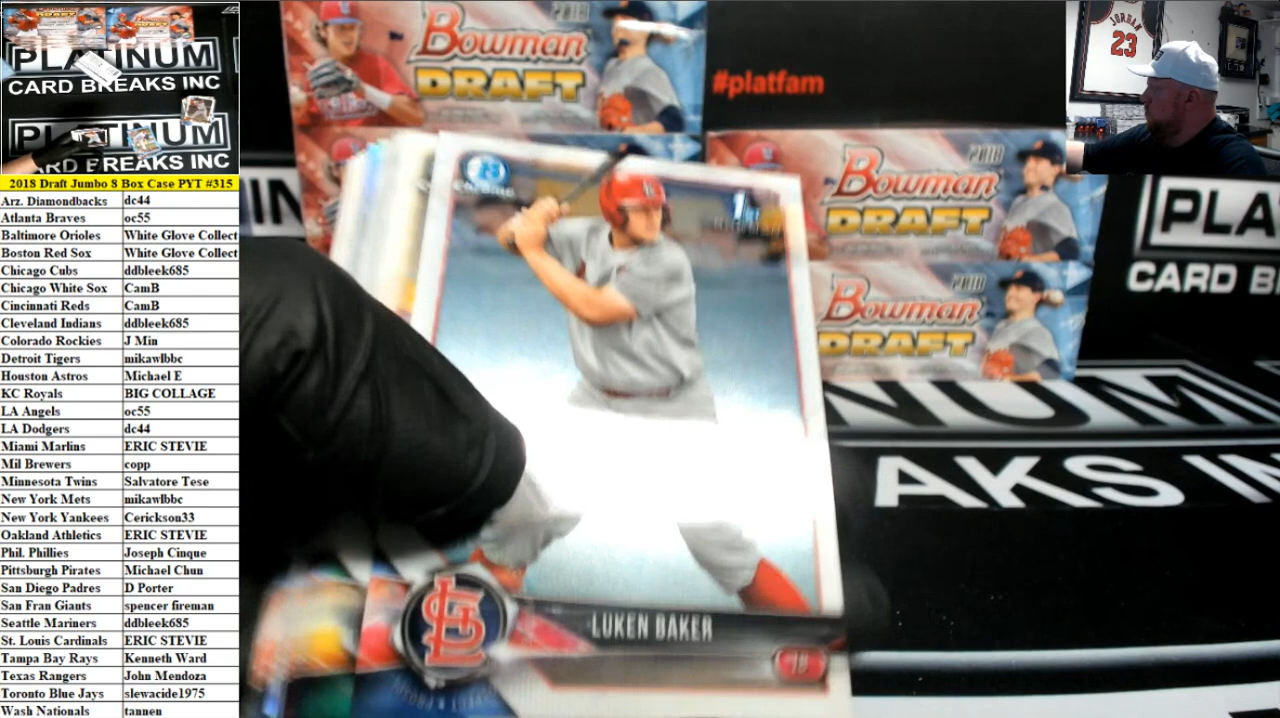 PLATINUM
CARD BREAKS INC
PLATINUM
CARD BREAKS INC
2018 Draft Jumbo 8 Box Case PYT #315
Arz. Diamondbacks dc44
Atlanta Braves oc55
Baltimore Orioles White Glove Collect
Boston Red Sox White Glove Collect
Chicago Cubs ddbleek685
Chicago White Sox CamB
Cincinnati Reds CamB
Cleveland Indians ddbleek685
Colorado Rockies J Min
Detroit Tigers mikawlbbc
Houston Astros Michael E
KC Royals BIG COLLAGE
LA Angels oc55
LA Dodgers dc44
Miami Marlins ERIC STEVIE
Mil Brewers copp
Minnesota Twins Salvatore Tese
New York Mets mikawlbbc
New York Yankees Cerickson33
Oakland Athletics ERIC STEVIE
Phil. Phillies Joseph Cinque
Pittsburgh Pirates Michael Chun
San Diego Padres D Porter
San Fran Giants spencer fireman
Seattle Mariners ddbleek685
St. Louis Cardinals ERIC STEVIE
Tampa Bay Rays Kenneth Ward
Texas Rangers John Mendoza
Toronto Blue Jays slewacide1975
Wash Nationals tannen
2018
Bowman
DRAFT
#platfam
2018
Bowman
DRAFT
2018
Bowman
DRAFT
1st
LUKEN BAKER
JORDAN
23
IN
PLA
CARD B
NUM
AKS IN